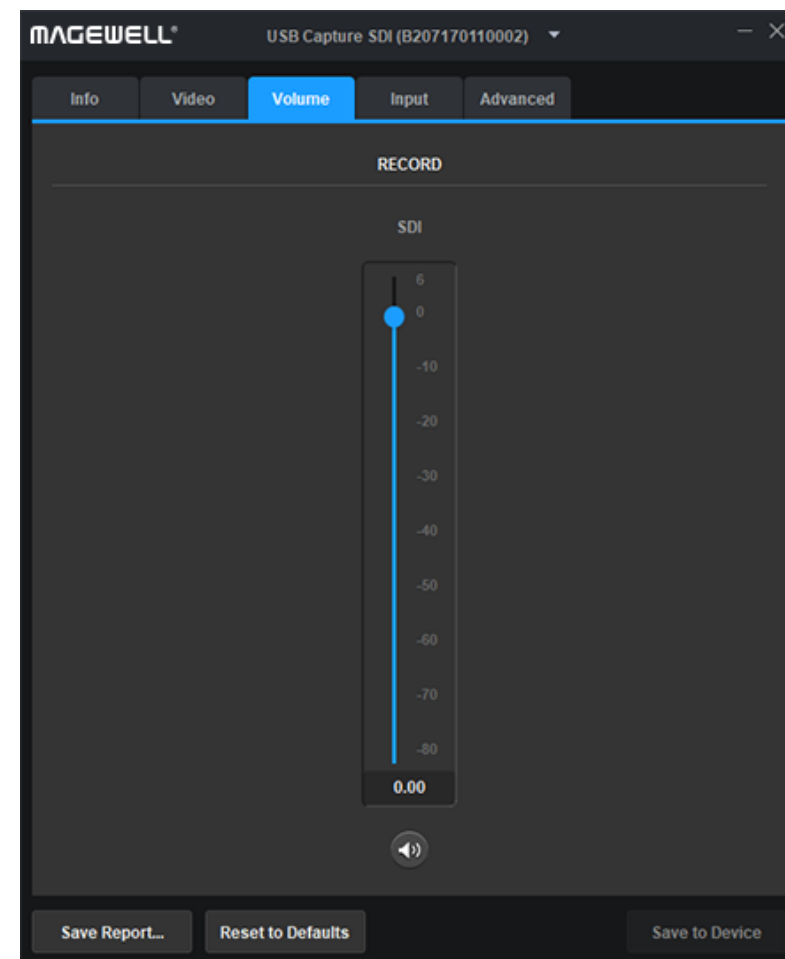 MAGEWELL® USB Capture SDI (B207170110002)
Info Video Volume Input Advanced
RECORD
SDI
6
0
-10
-20
-30
-40
-50
-60
-70
-80
0.00
Save Report... Reset to Defaults Save to Device